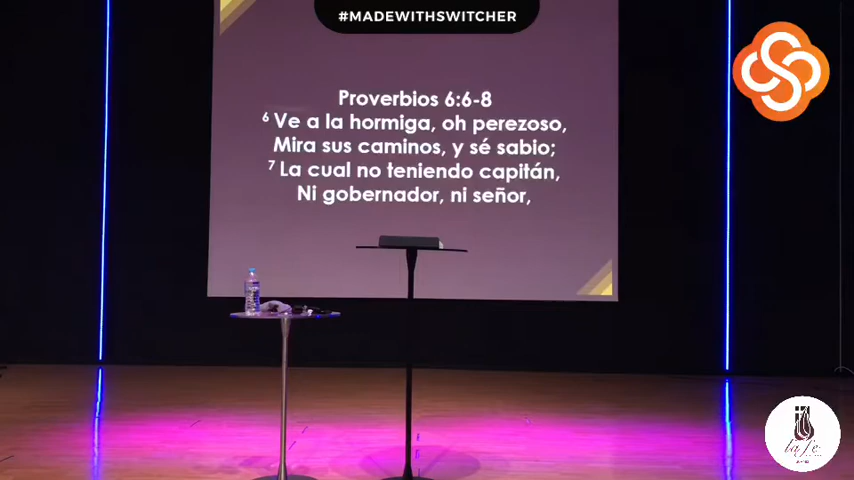 #MADEWITHSWITCHER
Proverbios 6:6-8
⁶ Ve a la hormiga, oh perezoso,
Mira sus caminos, y sé sabio;
⁷ La cual no teniendo capitán,
Ni gobernador, ni señor,
la fe